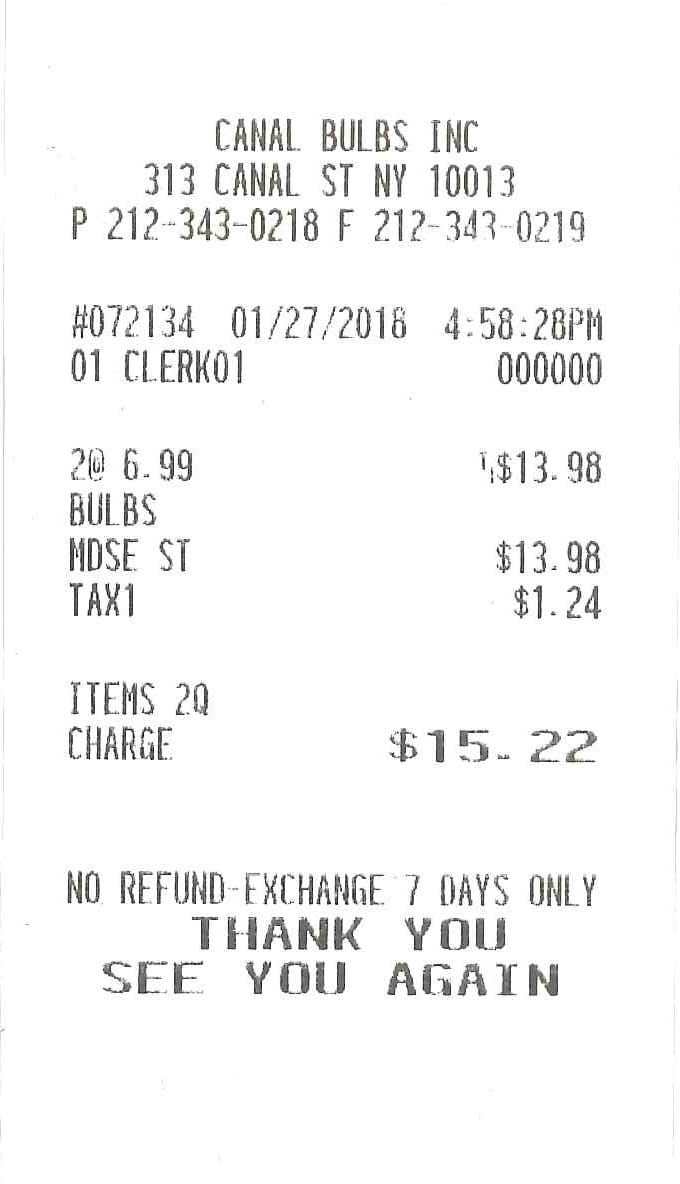 CANAL BULBS INC
313 CANAL ST NY 10013
P 212-343-0218 F 212-343-0219
#072134 01/27/2018 4:58:28PM
01 CLERK01 000000
2@ 6.99 $13.98
BULBS
MDSE ST $13.98
TAX1 $1.24
ITEMS 2Q
CHARGE $15.22
NO REFUND-EXCHANGE 7 DAYS ONLY
THANK YOU
SEE YOU AGAIN